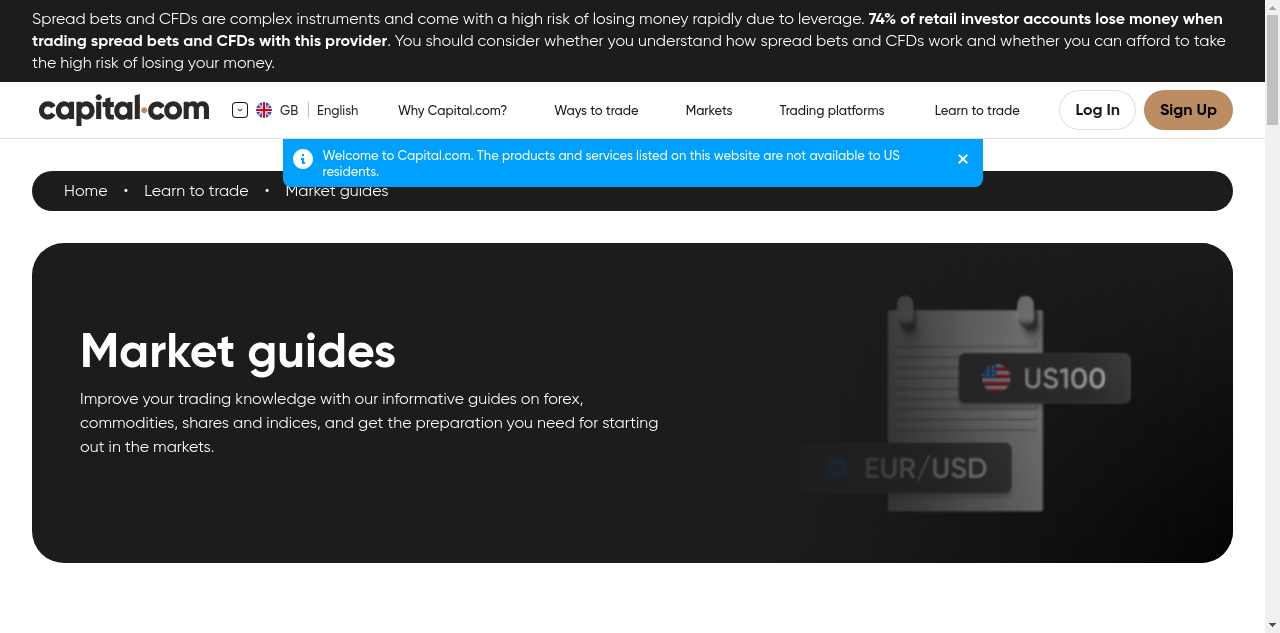 Spread bets and CFDs are complex instruments and come with a high risk of losing money rapidly due to leverage. 74% of retail investor accounts lose money when
trading spread bets and CFDs with this provider. You should consider whether you understand how spread bets and CFDs work and whether you can afford to take
the high risk of losing your money.
capital.com GB English Why Capital.com? Ways to trade Markets Trading platforms Learn to trade Log In Sign Up
Welcome to Capital.com. The products and services listed on this website are not available to US
residents.
Home • Learn to trade • Market guides
Market guides
Improve your trading knowledge with our informative guides on forex,
commodities, shares and indices, and get the preparation you need for starting
out in the markets.
US100
EUR/USD